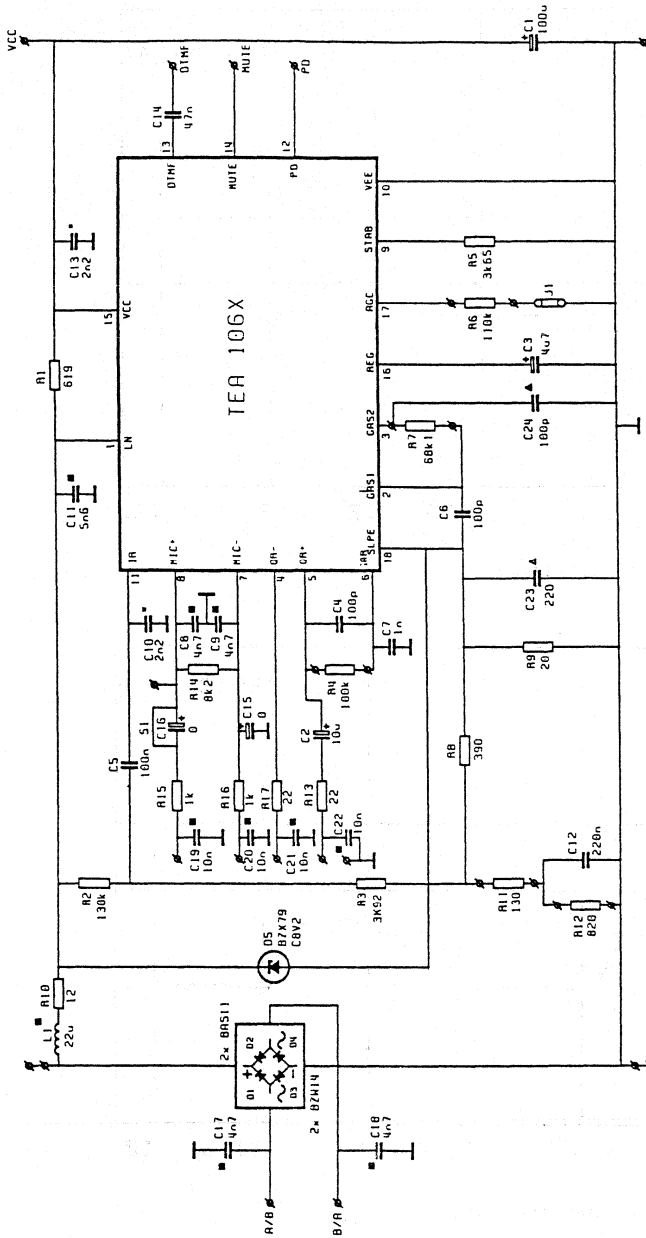 VCC
C1
100u
DTMF
MUTE
PD
C14
47n
13
14
12
DTMF
MUTE
PD
C13
2n2
15
VCC
R1
619
TEA 106X
1
LN
C11
5n6
VEE
10
STAB
9
R5
3k65
AGC
17
R6
110k
J1
REG
16
C3
4u7
GAS2
3
R7
68k1
C24
100p
GAS1
2
C6
100p
SLPE
18
IR
11
MIC+
8
MIC-
7
QR-
4
QR+
5
GAR
6
C10
2n2
C8
4n7
C9
4n7
R14
8k2
S1
C16
0
C15
0
C4
100p
R4
100k
C7
1n
C2
10u
C5
100n
R15
1k
R16
1k
R17
22
R13
22
C19
10n
C20
10n
C21
10n
C22
10n
C23
220
R9
20
R8
390
R2
130k
R3
3K92
R11
130
R12
820
C12
220n
D5
BZX79
C8V2
R10
12
L1
22u
2x BAS11
D1
D2
D3
D4
2x BZW14
C17
4n7
C18
4n7
A/B
B/A